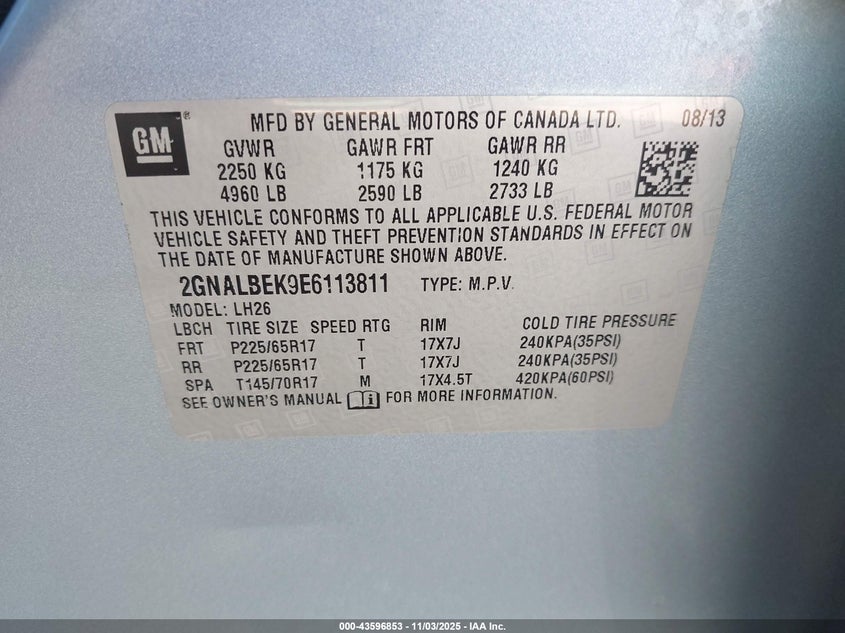 GM ®
MFD BY GENERAL MOTORS OF CANADA LTD. 08/13
GVWR GAWR FRT GAWR RR
2250 KG 1175 KG 1240 KG
4960 LB 2590 LB 2733 LB
THIS VEHICLE CONFORMS TO ALL APPLICABLE U.S. FEDERAL MOTOR
VEHICLE SAFETY AND THEFT PREVENTION STANDARDS IN EFFECT ON
THE DATE OF MANUFACTURE SHOWN ABOVE.
2GNALBEK9E6113811 TYPE: M.P.V.
MODEL: LH26
LBCH TIRE SIZE SPEED RTG RIM COLD TIRE PRESSURE
FRT P225/65R17 T 17X7J 240KPA(35PSI)
RR P225/65R17 T 17X7J 240KPA(35PSI)
SPA T145/70R17 M 17X4.5T 420KPA(60PSI)
SEE OWNER'S MANUAL i FOR MORE INFORMATION.
000-43596853 - 11/03/2025 - IAA Inc.